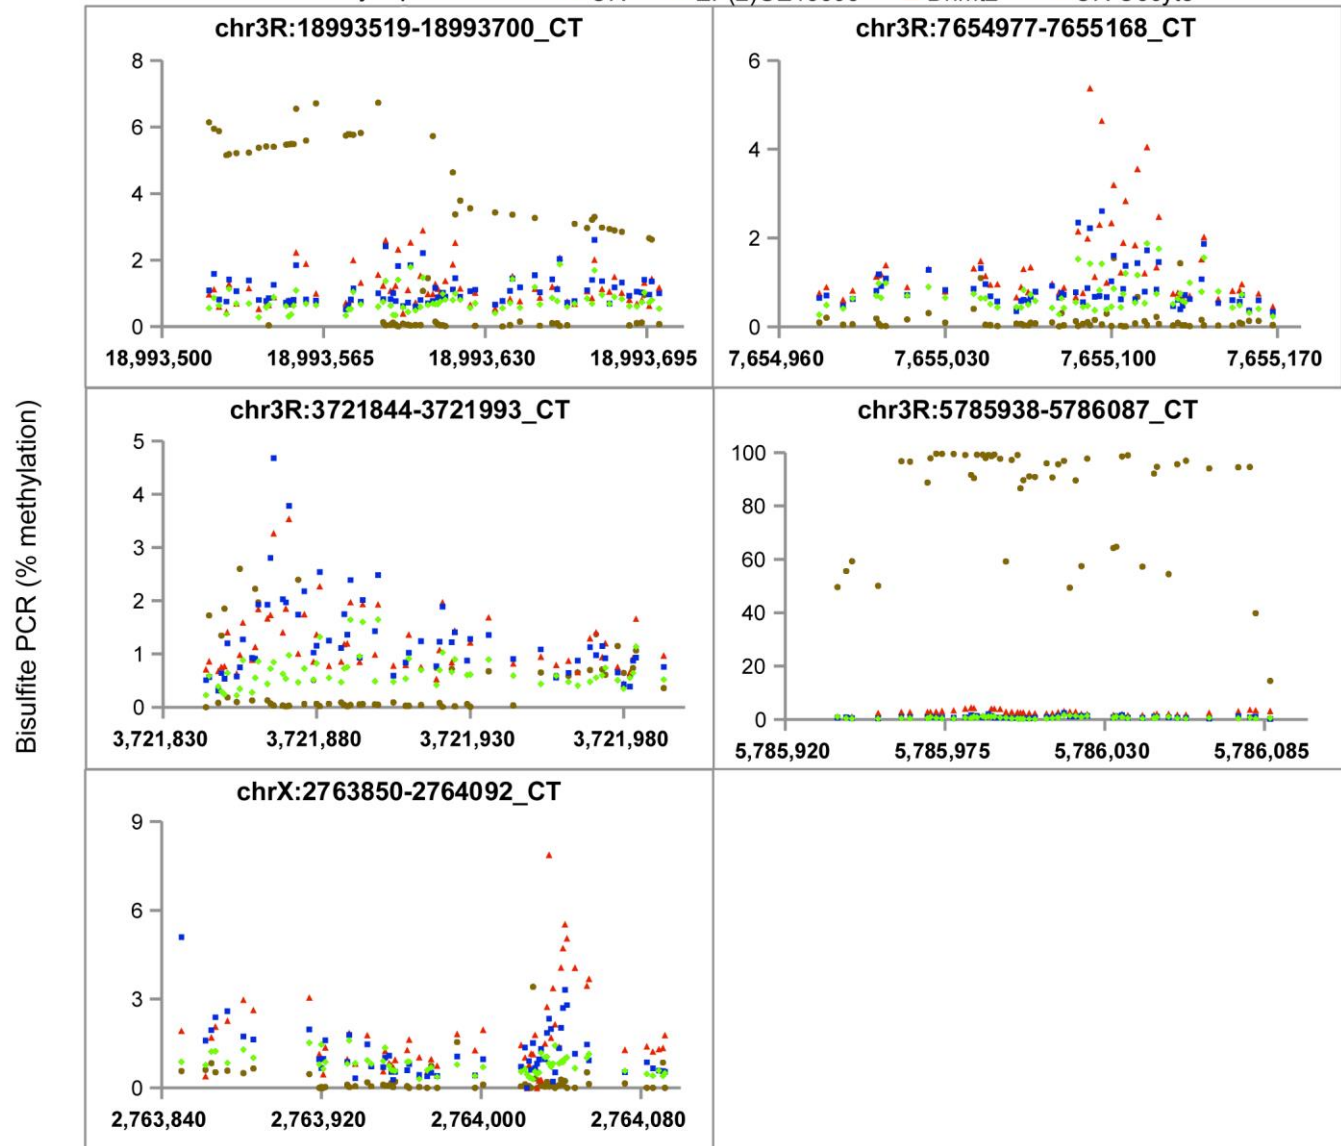 chr3R:18993519-18993700_CT
8
6
4
2
0
18,993,500 18,993,565 18,993,630 18,993,695
chr3R:7654977-7655168_CT
6
4
2
0
7,654,960 7,655,030 7,655,100 7,655,170
Bisulfite PCR (% methylation)
chr3R:3721844-3721993_CT
5
4
3
2
1
0
3,721,830 3,721,880 3,721,930 3,721,980
chr3R:5785938-5786087_CT
100
80
60
40
20
0
5,785,920 5,785,975 5,786,030 5,786,085
chrX:2763850-2764092_CT
9
6
3
0
2,763,840 2,763,920 2,764,000 2,764,080